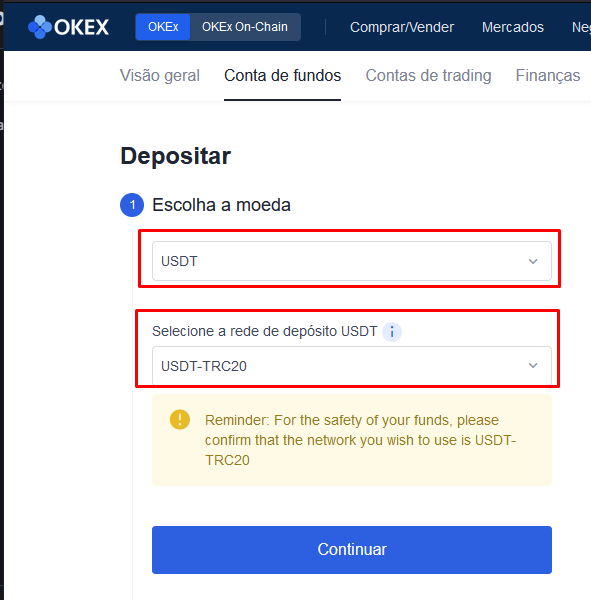 OKEX OKEx OKEx On-Chain Comprar/Vender Mercados
Visão geral Conta de fundos Contas de trading Finanças
Depositar
1 Escolha a moeda
USDT
Selecione a rede de depósito USDT i
USDT-TRC20
Reminder: For the safety of your funds, please
confirm that the network you wish to use is USDT-
TRC20
Continuar